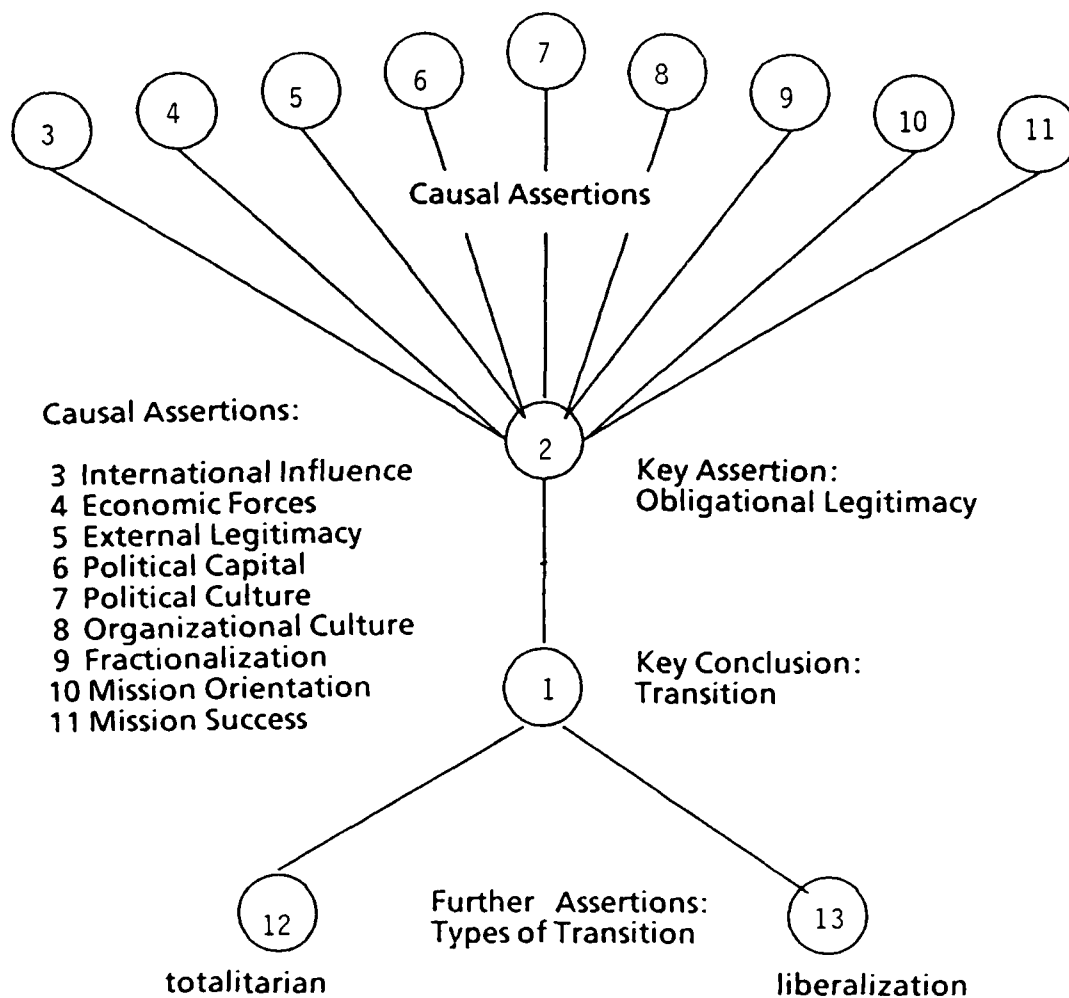 7
6
8
5
9
4
10
3
11
Causal Assertions
Causal Assertions:
2
3 International Influence
4 Economic Forces
5 External Legitimacy
6 Political Capital
7 Political Culture
8 Organizational Culture
9 Fractionalization
10 Mission Orientation
11 Mission Success
Key Assertion:
Obligational Legitimacy
1
Key Conclusion:
Transition
12
Further Assertions:
Types of Transition
13
totalitarian
liberalization